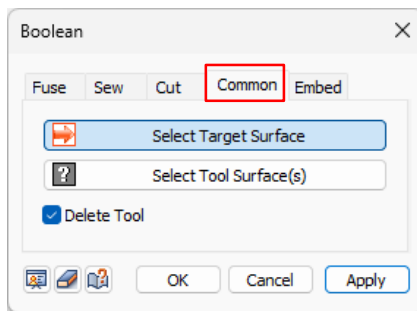 Boolean
Fuse Sew Cut Common Embed
Select Target Surface
? Select Tool Surface(s)
Delete Tool
OK Cancel Apply